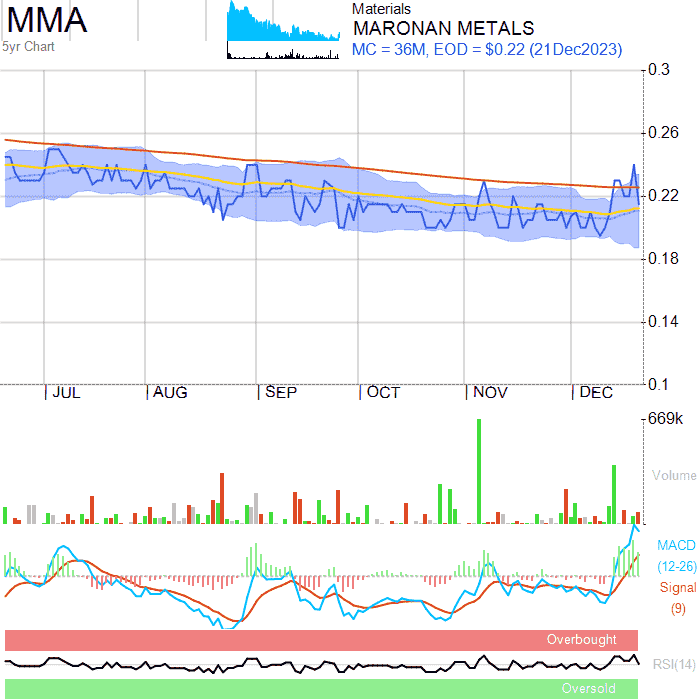 MMA
5yr Chart
Materials
MARONAN METALS
MC = 36M, EOD = $0.22 (21Dec2023)
0.3
0.26
0.22
0.18
0.14
0.1
JUL AUG SEP OCT NOV DEC
669k
Volume
MACD
(12-26)
Signal
(9)
Overbought
RSI(14)
Oversold